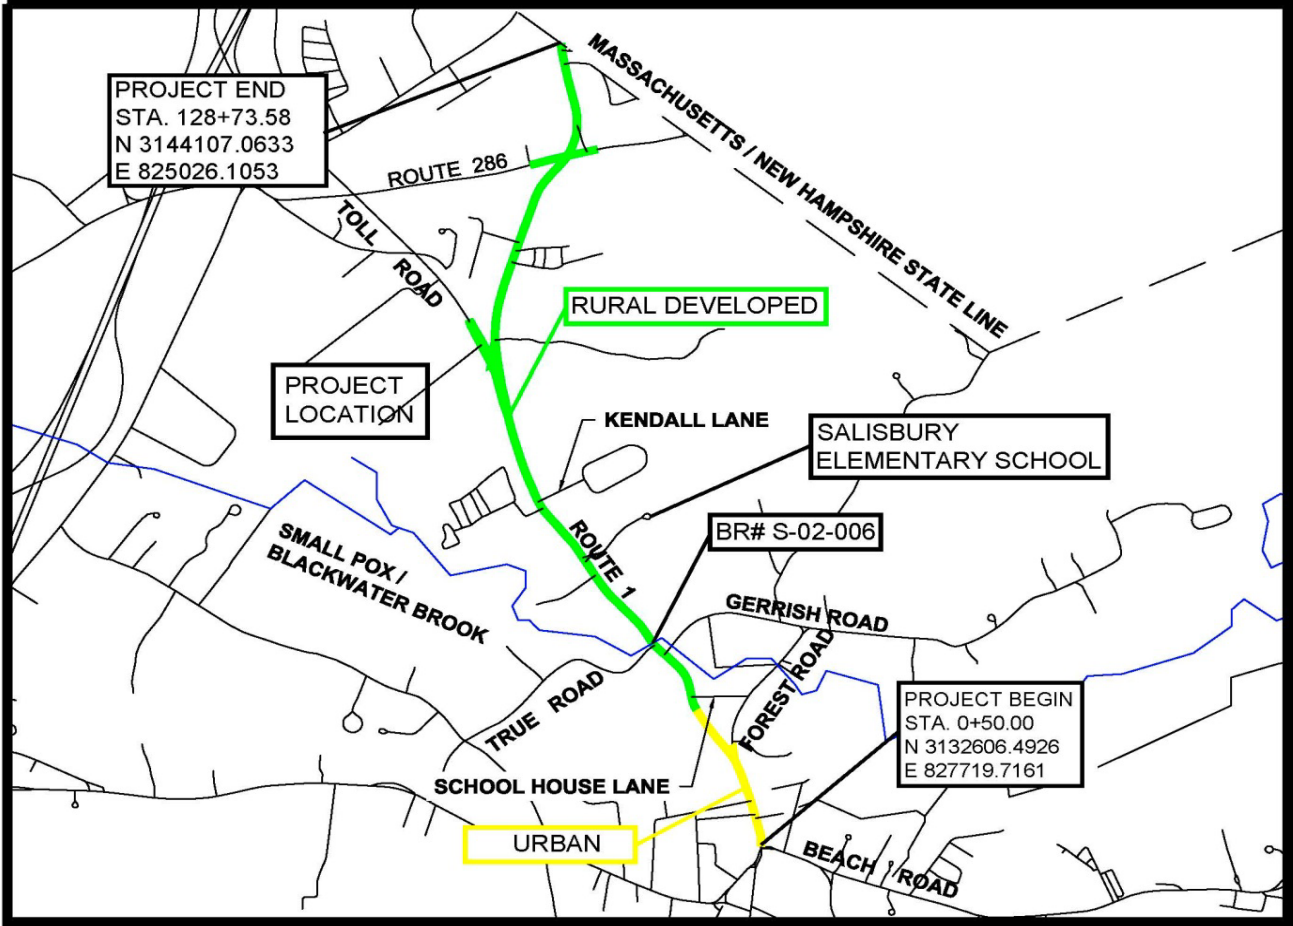 MASSACHUSETTS / NEW HAMPSHIRE STATE LINE
PROJECT END
STA. 128+73.58
N 3144107.0633
E 825026.1053
ROUTE 286
TOLL ROAD
RURAL DEVELOPED
PROJECT
LOCATION
KENDALL LANE
SALISBURY
ELEMENTARY SCHOOL
BR# S-02-006
ROUTE 1
SMALL POX /
BLACKWATER BROOK
GERRISH ROAD
FOREST ROAD
TRUE ROAD
PROJECT BEGIN
STA. 0+50.00
N 3132606.4926
E 827719.7161
SCHOOL HOUSE LANE
URBAN
BEACH ROAD